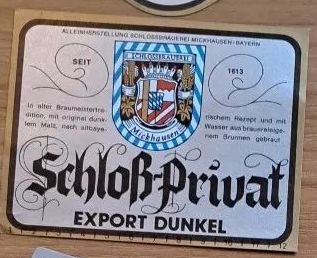 ALLEINHERSTELLUNG SCHLOSSBRAUEREI MICKHAUSEN/BAYERN
SCHLOSSBRAUEREI
SEIT
1613
In alter Braumeistertra-
dition, mit original dunk-
lem Malz, nach altbaye-
rischem Rezept und mit
Wasser aus brauereieige-
nem Brunnen gebraut
Mickhausen
Schloß-Privat
EXPORT DUNKEL